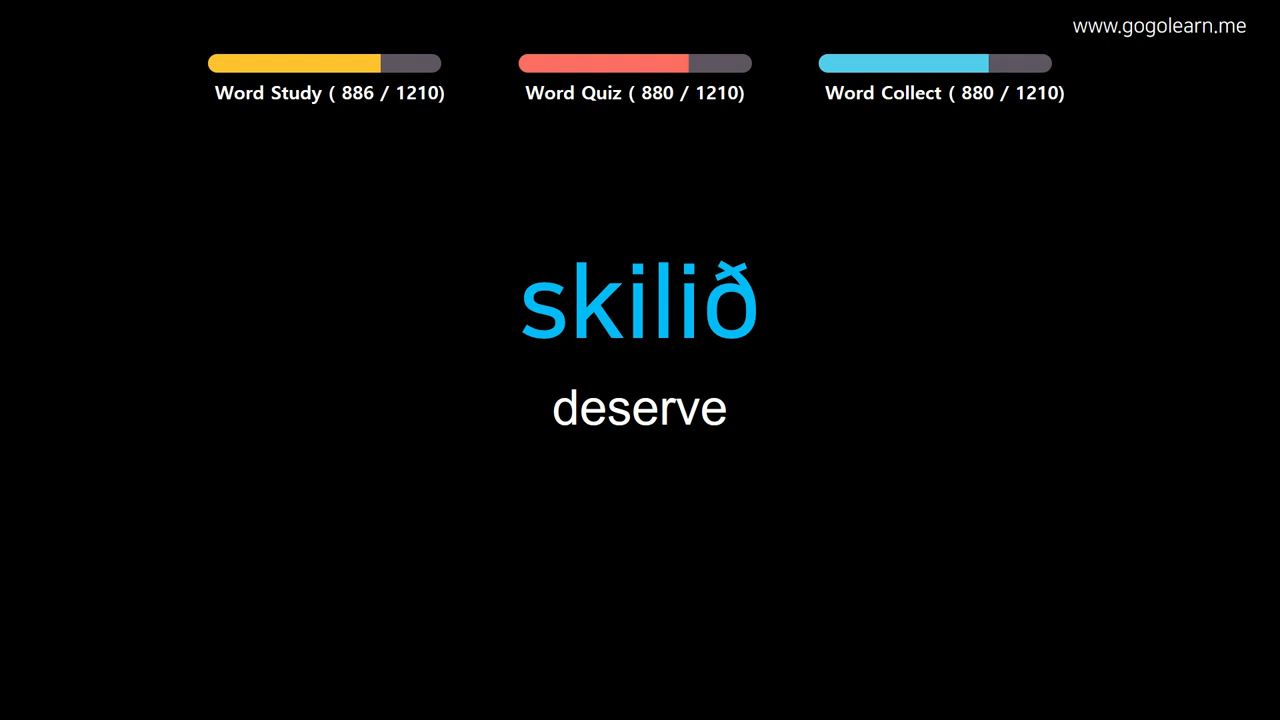 www.gogolearn.me
Word Study ( 886 / 1210)
Word Quiz ( 880 / 1210)
Word Collect ( 880 / 1210)
skilið
deserve